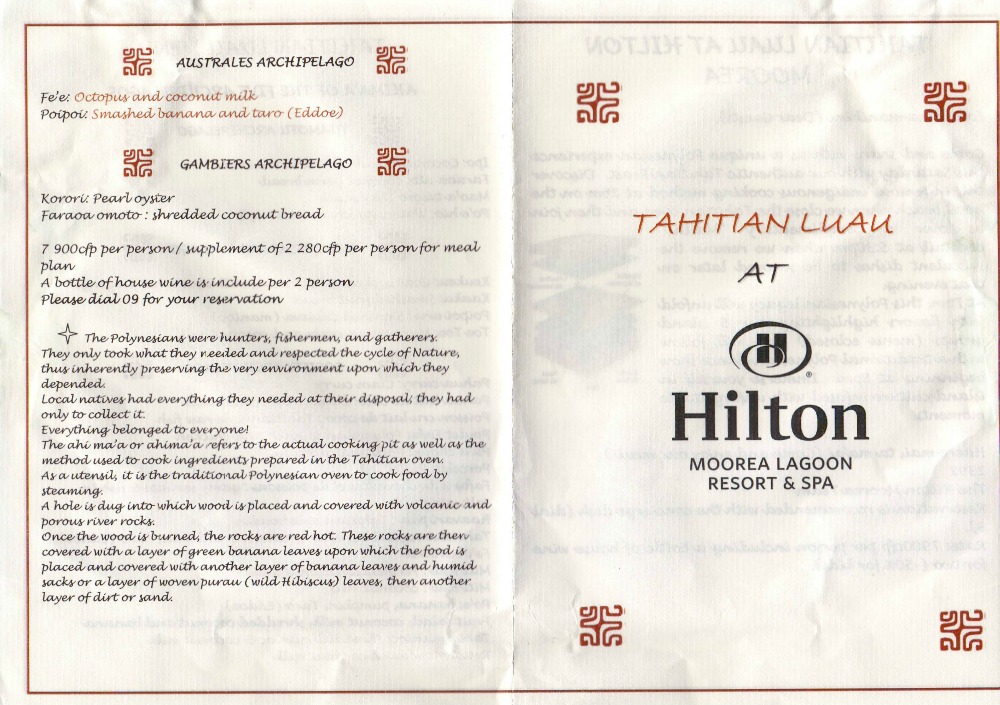 AUSTRALES ARCHIPELAGO
Fe'e: Octopus and coconut milk
Poipoi: Smashed banana and taro (Eddoe)
GAMBIERS ARCHIPELAGO
Korori: Pearl oyster
Faraoa omoto : shredded coconut bread
7 900cfp per person / supplement of 2 280cfp per person for meal
plan
A bottle of house wine is include per 2 person
Please dial 09 for your reservation
The Polynesians were hunters, fishermen, and gatherers.
They only took what they needed and respected the cycle of Nature,
thus inherently preserving the very environment upon which they
depended.
Local natives had everything they needed at their disposal; they had
only to collect it.
Everything belonged to everyone!
The ahi ma'a or ahima'a refers to the actual cooking pit as well as the
method used to cook ingredients prepared in the Tahitian oven.
As a utensil, it is the traditional Polynesian oven to cook food by
steaming.
A hole is dug into which wood is placed and covered with volcanic and
porous river rocks.
Once the wood is burned, the rocks are red hot. These rocks are then
covered with a layer of green banana leaves upon which the food is
placed and covered with another layer of banana leaves and humid
sacks or a layer of woven purau (wild Hibiscus) leaves, then another
layer of dirt or sand.
TAHITIAN LUAU
AT
H
®
Hilton
MOOREA LAGOON
RESORT & SPA